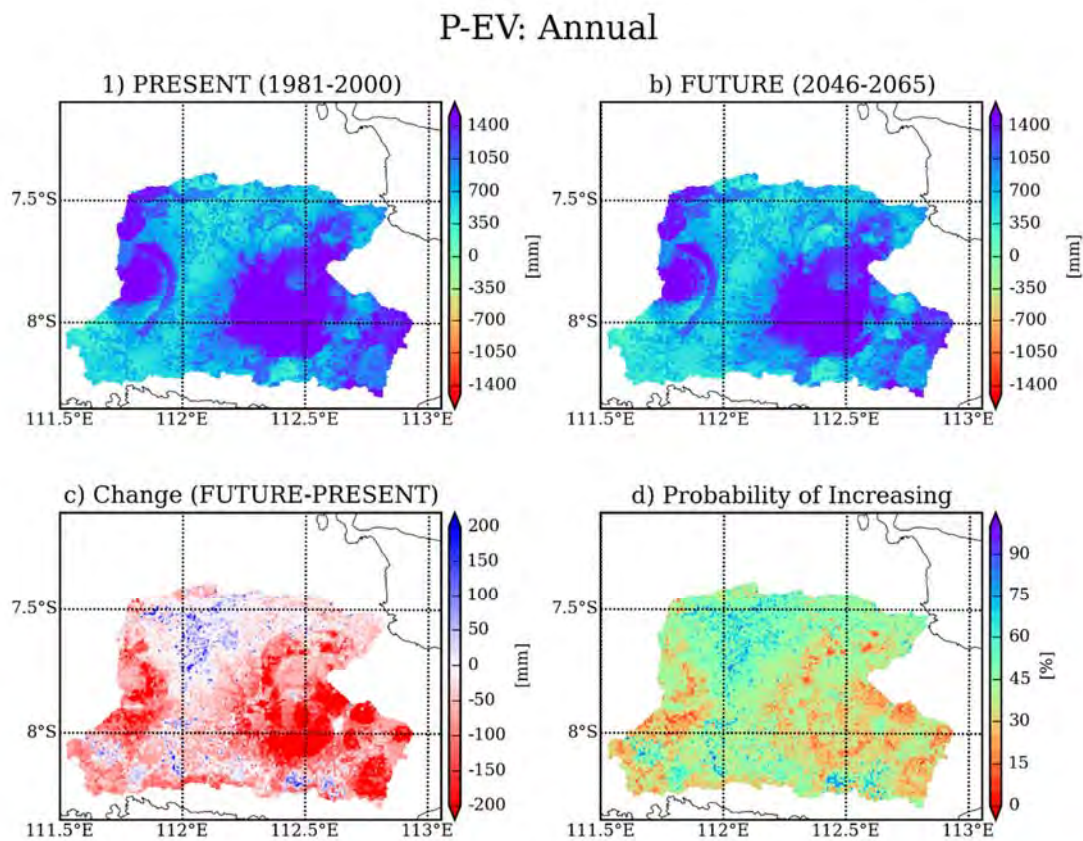 P-EV: Annual
1) PRESENT (1981-2000)
7.5°S
8°S
111.5°E 112°E 112.5°E 113°E
1400
1050
700
350
0
-350
-700
-1050
-1400
[mm]
b) FUTURE (2046-2065)
7.5°S
8°S
111.5°E 112°E 112.5°E 113°E
1400
1050
700
350
0
-350
-700
-1050
-1400
[mm]
c) Change (FUTURE-PRESENT)
7.5°S
8°S
111.5°E 112°E 112.5°E 113°E
200
150
100
50
0
-50
-100
-150
-200
[mm]
d) Probability of Increasing
7.5°S
8°S
111.5°E 112°E 112.5°E 113°E
90
75
60
45
30
15
0
[%]